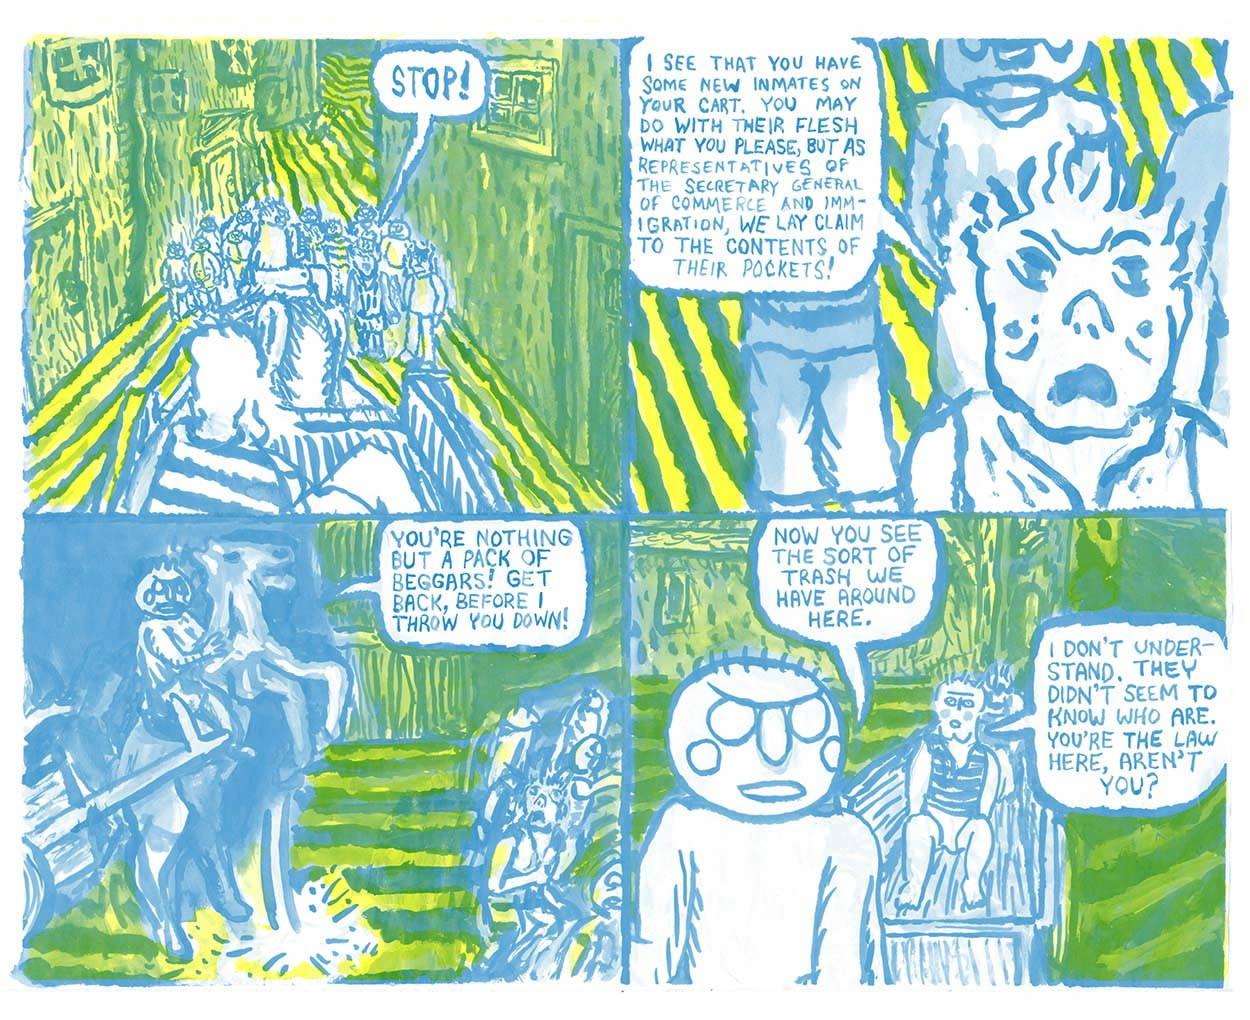 STOP!
I SEE THAT YOU HAVE
SOME NEW INMATES ON
YOUR CART. YOU MAY
DO WITH THEIR FLESH
WHAT YOU PLEASE, BUT AS
REPRESENTATIVES OF
THE SECRETARY GENERAL
OF COMMERCE AND IMM-
IGRATION, WE LAY CLAIM
TO THE CONTENTS OF
THEIR POCKETS!
YOU'RE NOTHING
BUT A PACK OF
BEGGARS! GET
BACK, BEFORE I
THROW YOU DOWN!
NOW YOU SEE
THE SORT OF
TRASH WE
HAVE AROUND
HERE.
I DON'T UNDER-
STAND. THEY
DIDN'T SEEM TO
KNOW WHO ARE.
YOU'RE THE LAW
HERE, AREN'T
YOU?